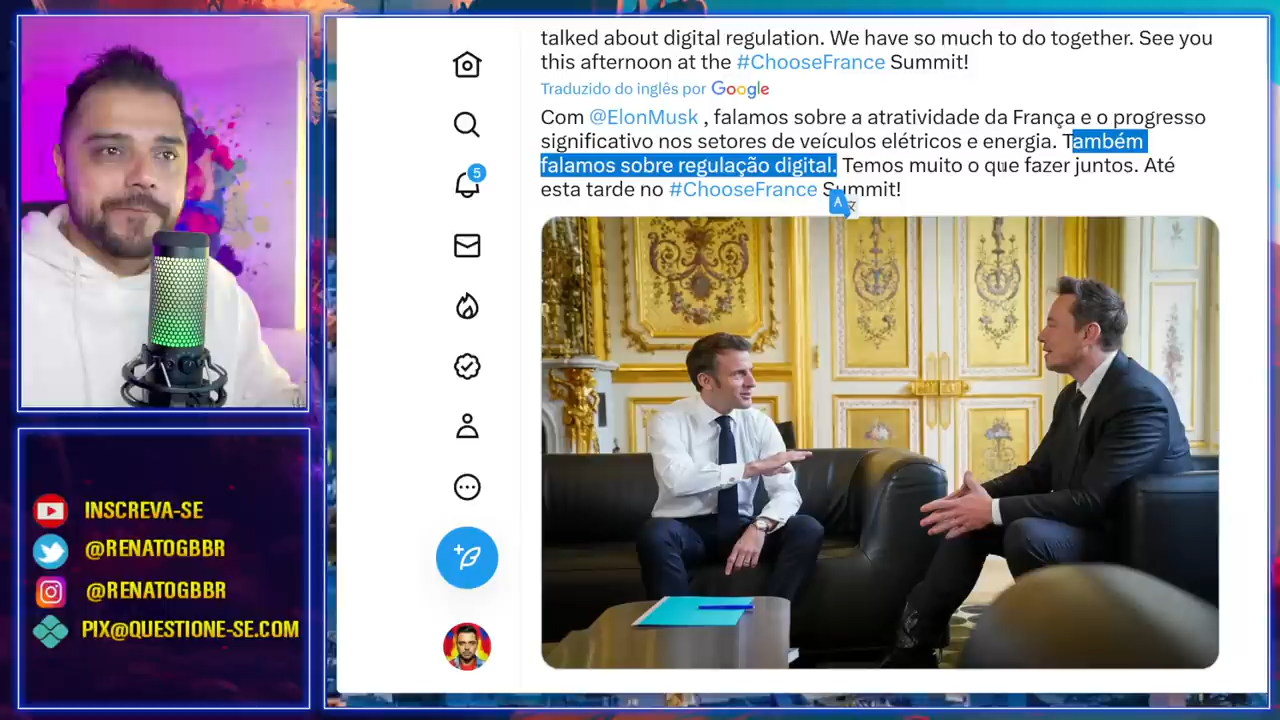 talked about digital regulation. We have so much to do together. See you
this afternoon at the #ChooseFrance Summit!
Traduzido do inglês por Google
Com @ElonMusk , falamos sobre a atratividade da França e o progresso
significativo nos setores de veículos elétricos e energia. Também
falamos sobre regulação digital. Temos muito o que fazer juntos. Até
esta tarde no #ChooseFrance Summit!
5
INSCREVA-SE
@RENATOGBBR
@RENATOGBBR
PIX@QUESTIONE-SE.COM